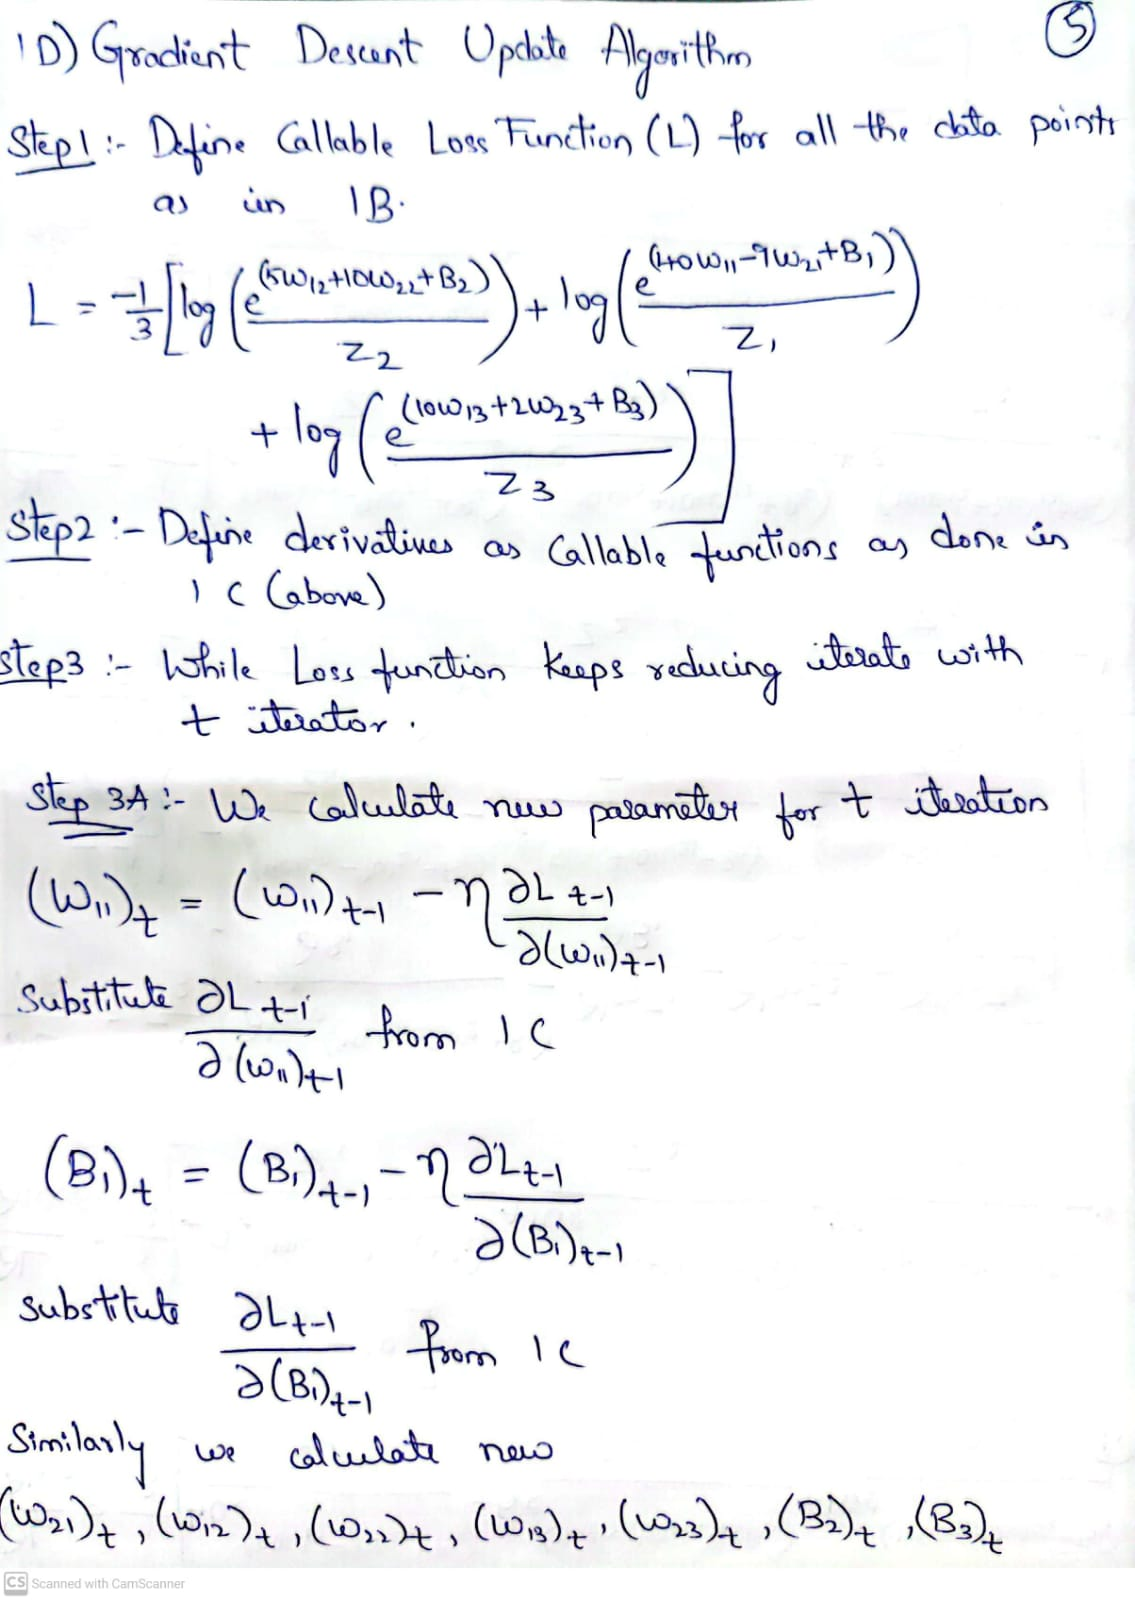 1D) Gradient Descent Update Algorithm
5
Step1 :- Define Callable Loss Function (L) for all the data points
as in 1B.
L = -1/3 [log (e^(5W12+10W22+B2) / Z2) + log (e^(40W11-9W21+B1) / Z1)
+ log (e^(10W13+2W23+B3) / Z3)]
Step2 :- Define derivatives as Callable functions as done in
1C (above)
Step3 :- While Loss function keeps reducing iterate with
t iterator.
Step 3A :- We calculate new parameter for t iteration
(W11)t = (W11)t-1 - η ∂Lt-1 / ∂(W11)t-1
Substitute ∂Lt-1 / ∂(W11)t-1 from 1C
(B1)t = (B1)t-1 - η ∂Lt-1 / ∂(B1)t-1
Substitute ∂Lt-1 / ∂(B1)t-1 from 1C
Similarly we calculate new
(W21)t, (W12)t, (W22)t, (W13)t, (W23)t, (B2)t, (B3)t
CS Scanned with CamScanner